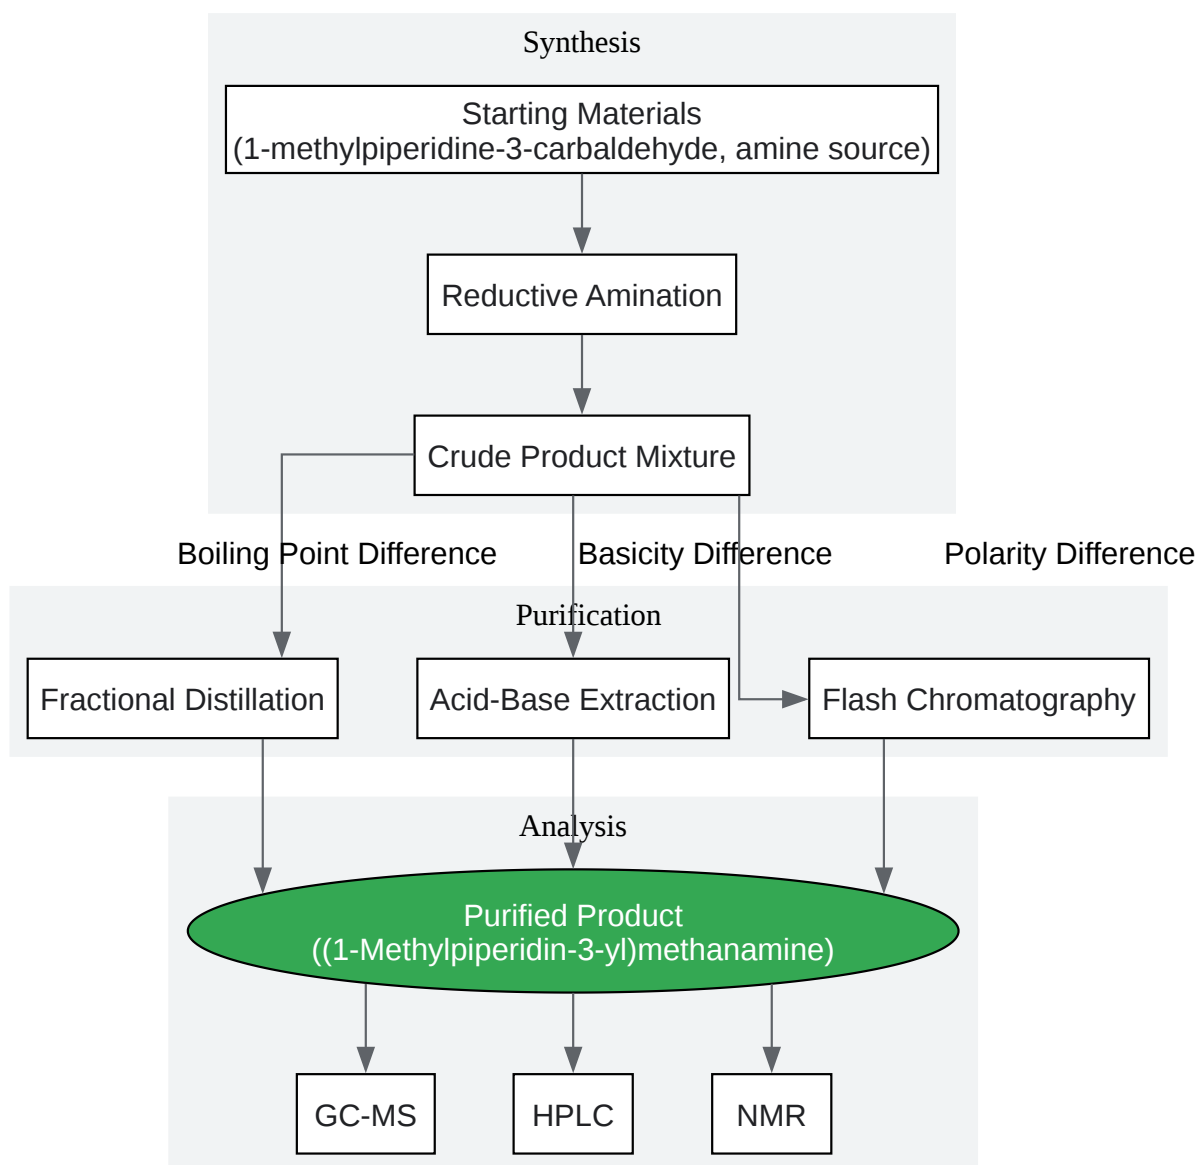 Synthesis
Starting Materials
(1-methylpiperidine-3-carbaldehyde, amine source)
Reductive Amination
Crude Product Mixture
Boiling Point Difference
Basicity Difference
Polarity Difference
Purification
Fractional Distillation
Acid-Base Extraction
Flash Chromatography
Analysis
Purified Product
((1-Methylpiperidin-3-yl)methanamine)
GC-MS
HPLC
NMR